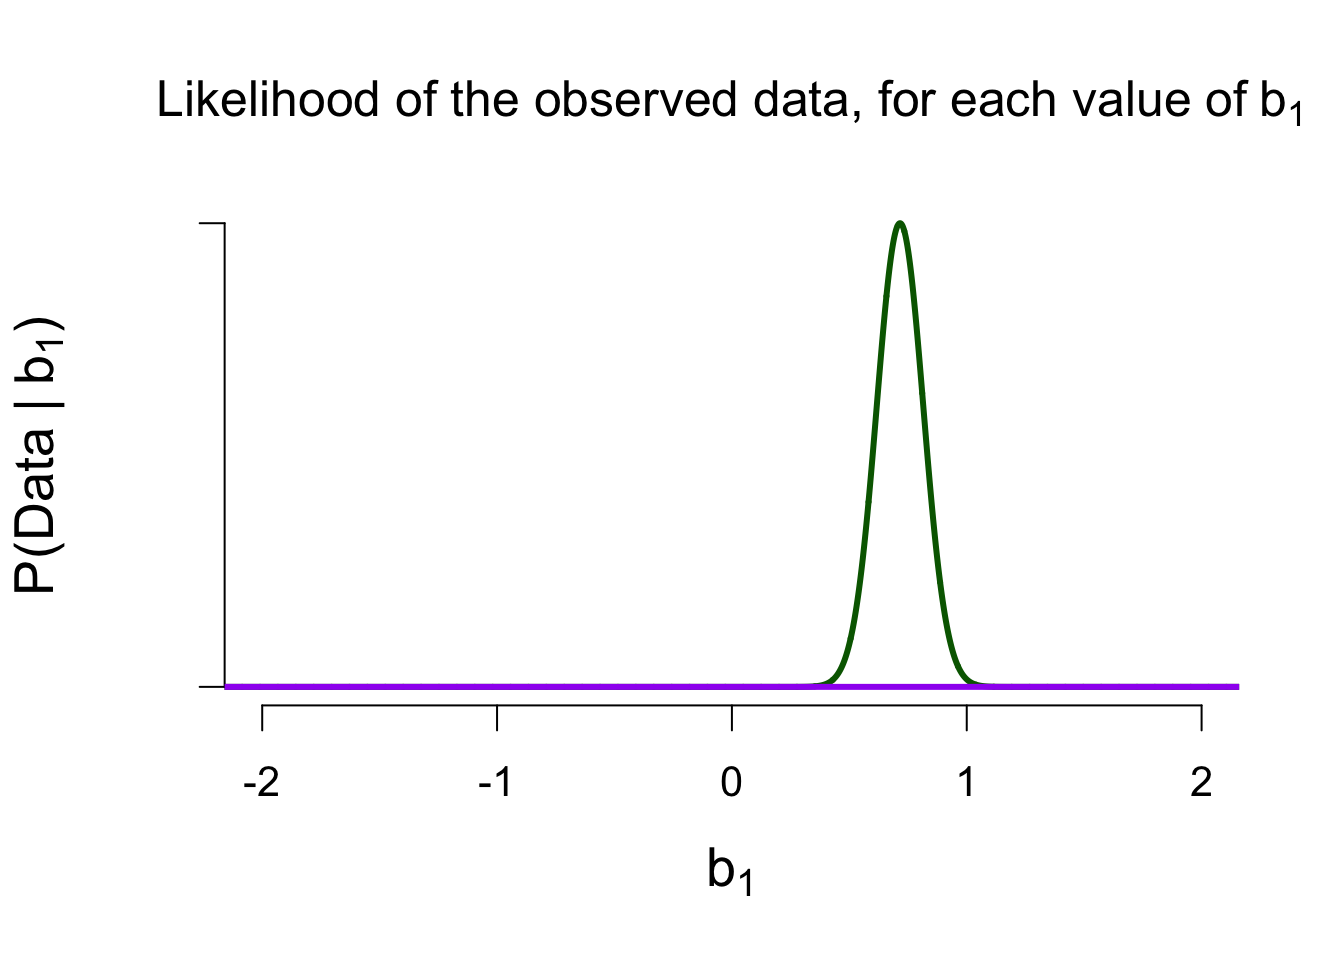 Likelihood of the observed data, for each value of b₁
P(Data | b₁)
-2 -1 0 1 2
b₁